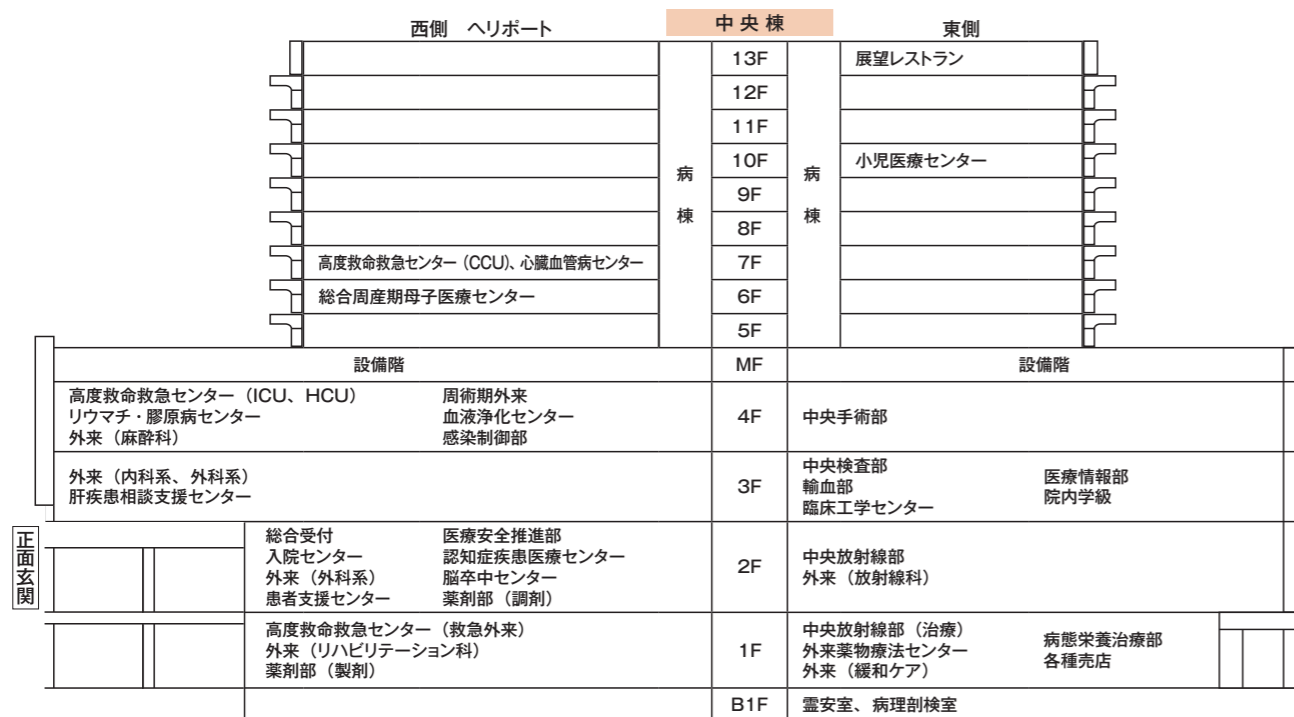 中央棟
西側　ヘリポート
東側
病棟
病棟
13F
展望レストラン
12F
11F
10F
小児医療センター
9F
8F
高度救命救急センター（CCU）、心臓血管病センター
7F
総合周産期母子医療センター
6F
5F
設備階
MF
設備階
高度救命救急センター（ICU、HCU）
リウマチ・膠原病センター
外来（麻酔科）
周術期外来
血液浄化センター
感染制御部
4F
中央手術部
外来（内科系、外科系）
肝疾患相談支援センター
3F
中央検査部
輸血部
臨床工学センター
医療情報部
院内学級
正面玄関
総合受付
入院センター
外来（外科系）
患者支援センター
医療安全推進部
認知症疾患医療センター
脳卒中センター
薬剤部（調剤）
2F
中央放射線部
外来（放射線科）
高度救命救急センター（救急外来）
外来（リハビリテーション科）
薬剤部（製剤）
1F
中央放射線部（治療）
外来薬物療法センター
外来（緩和ケア）
病態栄養治療部
各種売店
B1F
霊安室、病理剖検室